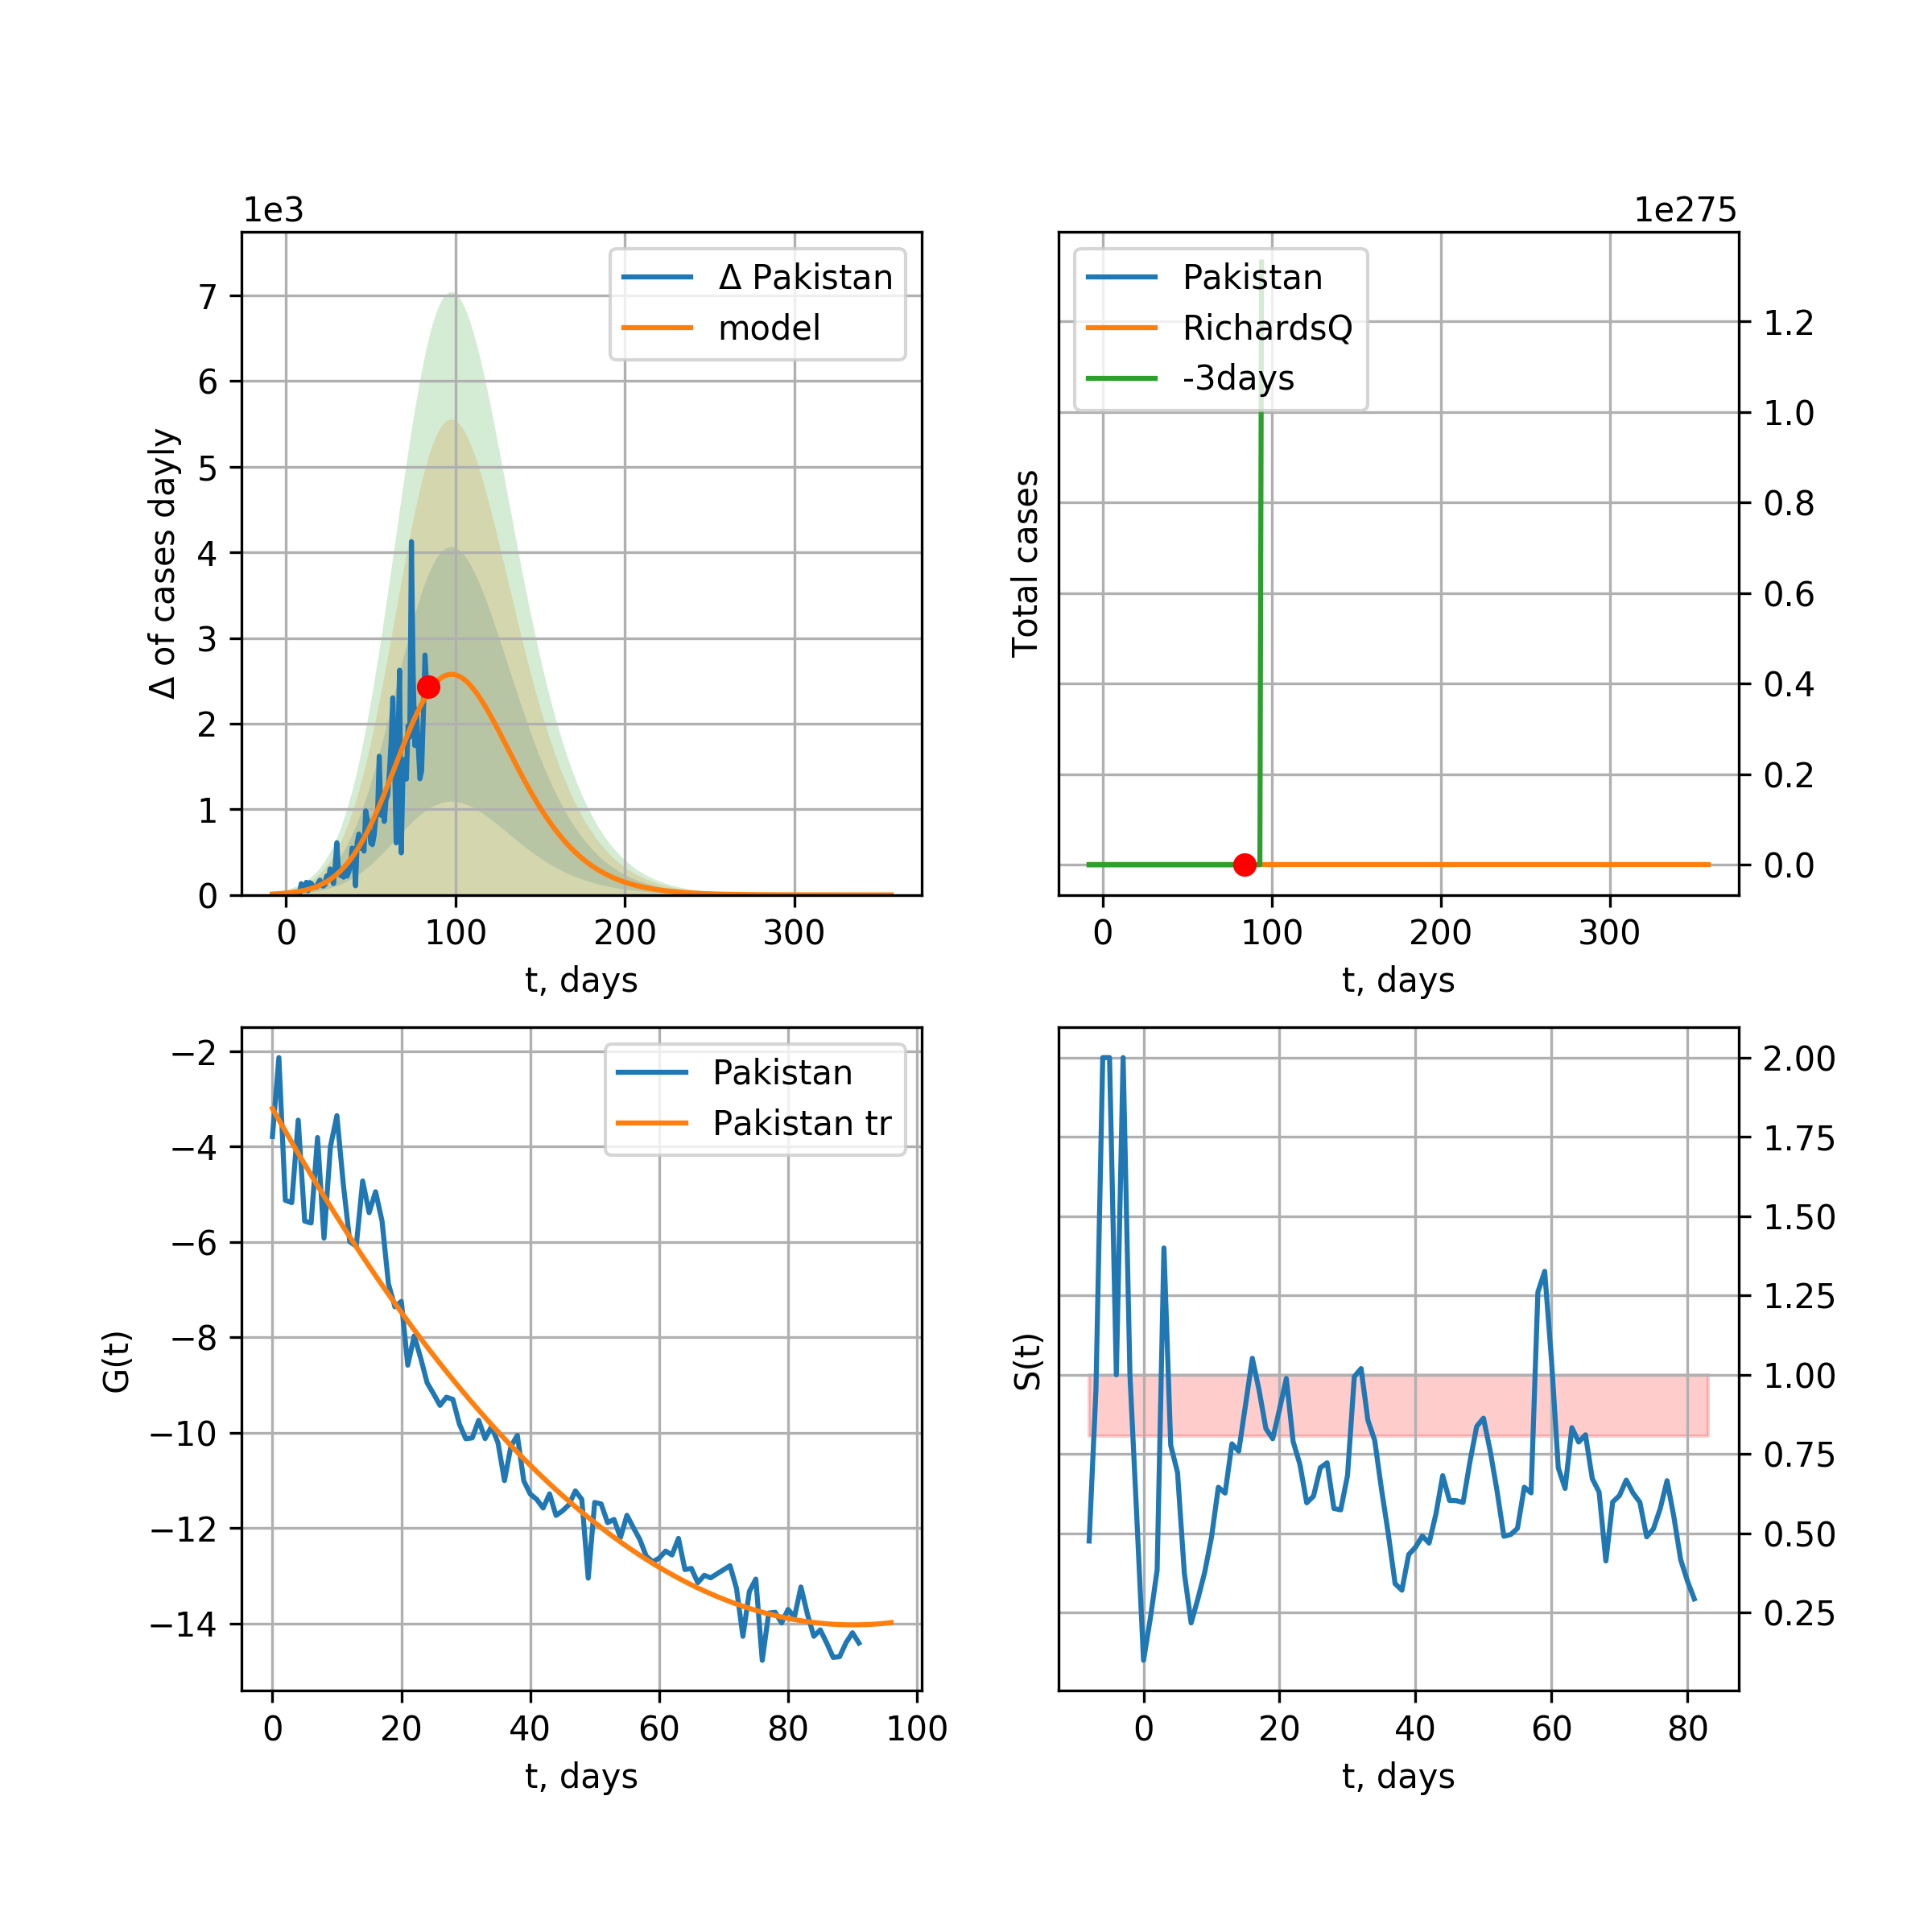 1e3
Δ Pakistan
model
7
6
5
4
3
2
1
0
Δ of cases dayly
0 100 200 300
t, days
1e275
Pakistan
RichardsQ
-3days
1.2
1.0
0.8
0.6
0.4
0.2
0.0
Total cases
0 100 200 300
t, days
Pakistan
Pakistan tr
−2
−4
−6
−8
−10
−12
−14
G(t)
0 20 40 60 80 100
t, days
2.00
1.75
1.50
1.25
1.00
0.75
0.50
0.25
S(t)
0 20 40 60 80
t, days